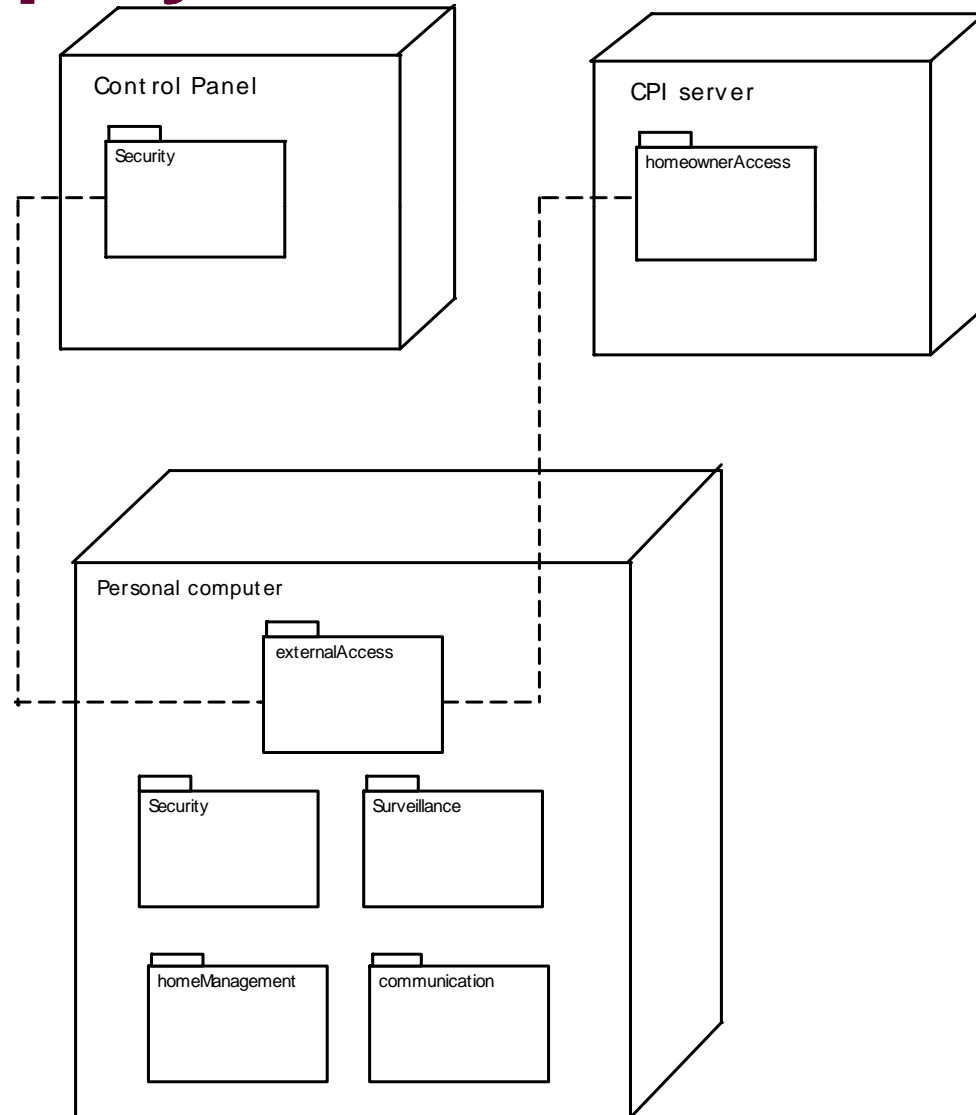 Control Panel
Security
CPI server
homeownerAccess
Personal computer
externalAccess
Security
Surveillance
homeManagement
communication